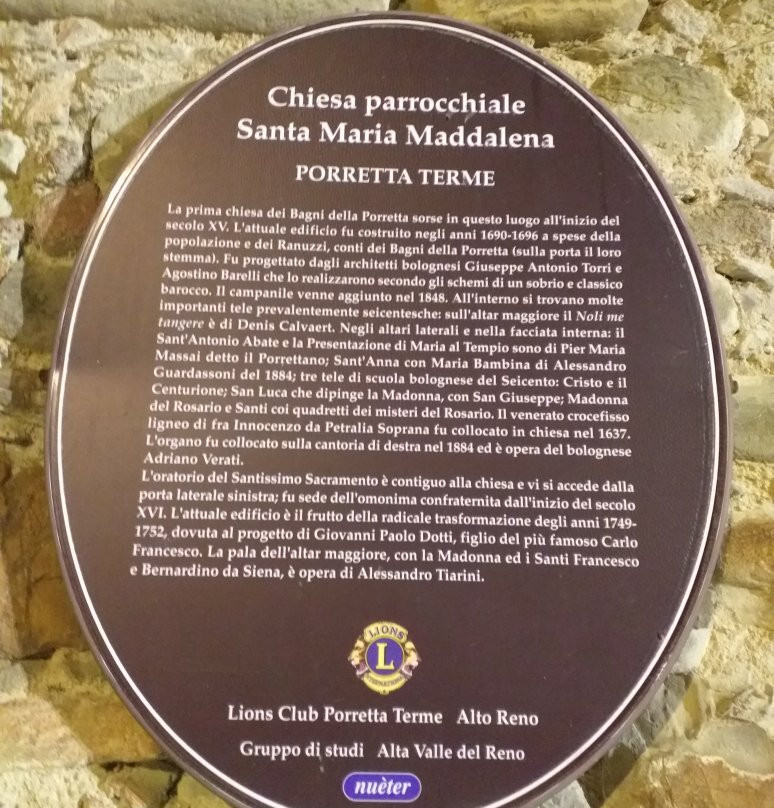 Chiesa parrocchiale
Santa Maria Maddalena
PORRETTA TERME
La prima chiesa dei Bagni della Porretta sorse in questo luogo all'inizio del
secolo XV. L'attuale edificio fu costruito negli anni 1690-1696 a spese della
popolazione e dei Ranuzzi, conti dei Bagni della Porretta (sulla porta il loro
stemma). Fu progettato dagli architetti bolognesi Giuseppe Antonio Torri e
Agostino Barelli che lo realizzarono secondo gli schemi di un sobrio e classico
barocco. Il campanile venne aggiunto nel 1848. All'interno si trovano molte
importanti tele prevalentemente seicentesche: sull'altar maggiore il Noli me
tangere è di Denis Calvaert. Negli altari laterali e nella facciata interna: il
Sant'Antonio Abate e la Presentazione di Maria al Tempio sono di Pier Maria
Massai detto il Porrettano; Sant'Anna con Maria Bambina di Alessandro
Guardassoni del 1884; tre tele di scuola bolognese del Seicento: Cristo e il
Centurione; San Luca che dipinge la Madonna, con San Giuseppe; Madonna
del Rosario e Santi coi quadretti dei misteri del Rosario. Il venerato crocefisso
ligneo di fra Innocenzo da Petralia Soprana fu collocato in chiesa nel 1637.
L'organo fu collocato sulla cantoria di destra nel 1884 ed è opera del bolognese
Adriano Verati.
L'oratorio del Santissimo Sacramento è contiguo alla chiesa e vi si accede dalla
porta laterale sinistra; fu sede dell'omonima confraternita dall'inizio del secolo
XVI. L'attuale edificio è il frutto della radicale trasformazione degli anni 1749-
1752, dovuta al progetto di Giovanni Paolo Dotti, figlio del più famoso Carlo
Francesco. La pala dell'altar maggiore, con la Madonna ed i Santi Francesco
e Bernardino da Siena, è opera di Alessandro Tiarini.
LIONS
L
INTERNATIONAL
Lions Club Porretta Terme Alto Reno
Gruppo di studi Alta Valle del Reno
nuèter